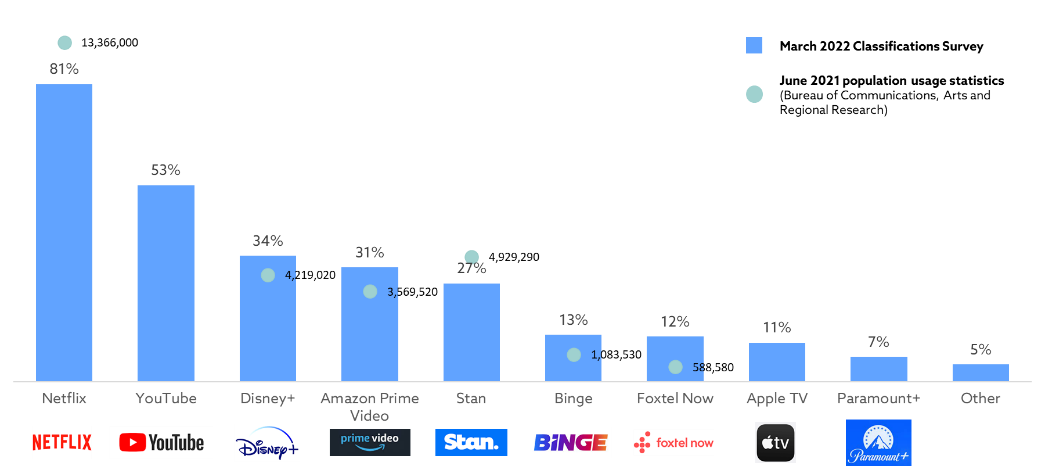 13,366,000
81%
March 2022 Classifications Survey
June 2021 population usage statistics
(Bureau of Communications, Arts and
Regional Research)
53%
34%
4,219,020
31%
3,569,520
4,929,290
27%
13%
1,083,530
12%
588,580
11%
7%
5%
Netflix
YouTube
Disney+
Amazon Prime
Video
Stan
Binge
Foxtel Now
Apple TV
Paramount+
Other
NETFLIX
YouTube
Disney+
prime video
Stan.
BiNGE
foxtel now
tv
Paramount+